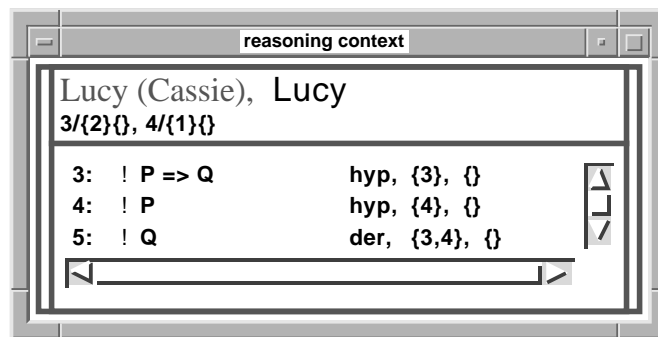 reasoning context
Lucy (Cassie), Lucy
3/{2}{}, 4/{1}{}
3: ! P => Q hyp, {3}, {}
4: ! P hyp, {4}, {}
5: ! Q der, {3,4}, {}